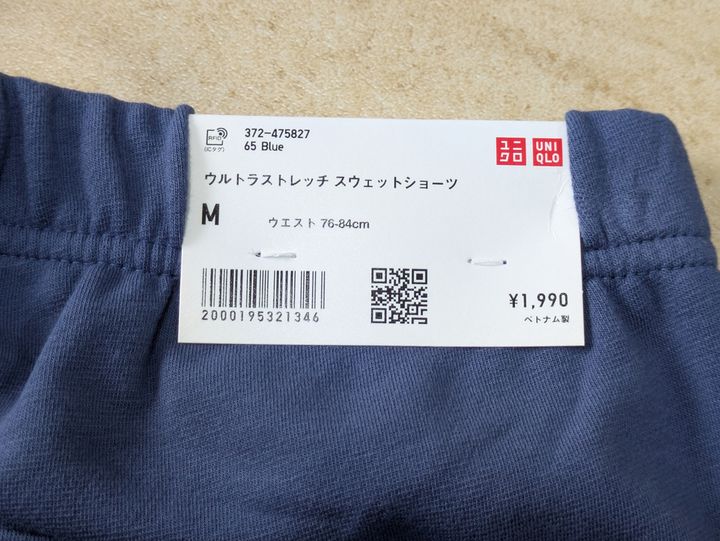 RFID
(ICタグ)
372-475827
65 Blue
ユニ
クロ
UNI
QLO
ウルトラストレッチ スウェットショーツ
M
ウエスト 76-84cm
2000195321346
¥1,990
ベトナム製